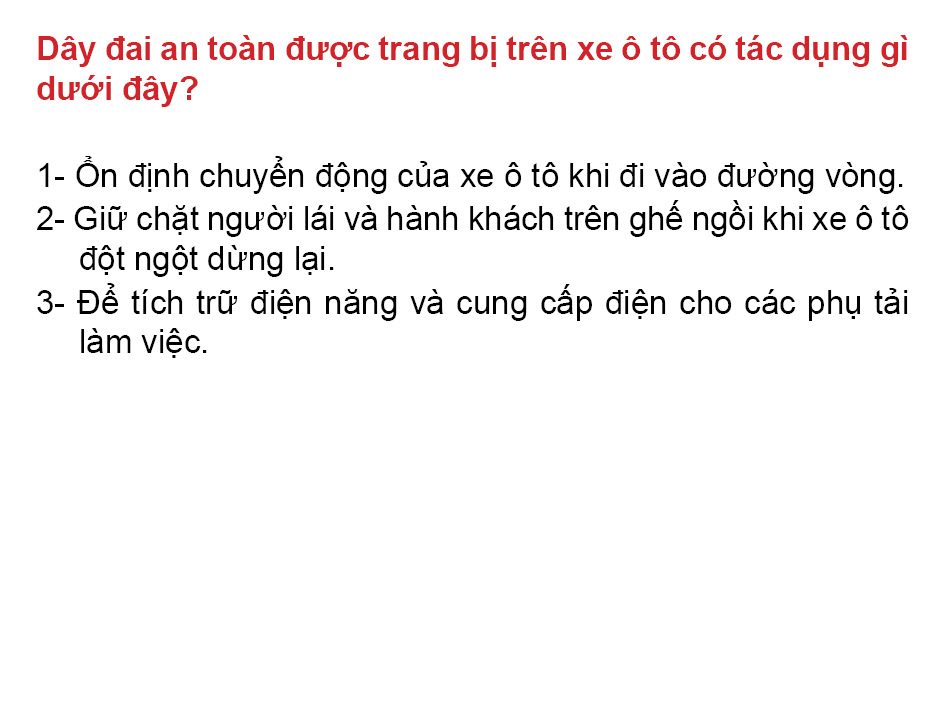 Dây đai an toàn được trang bị trên xe ô tô có tác dụng gì
dưới đây?
1- Ổn định chuyển động của xe ô tô khi đi vào đường vòng.
2- Giữ chặt người lái và hành khách trên ghế ngồi khi xe ô tô
đột ngột dừng lại.
3- Để tích trữ điện năng và cung cấp điện cho các phụ tải
làm việc.